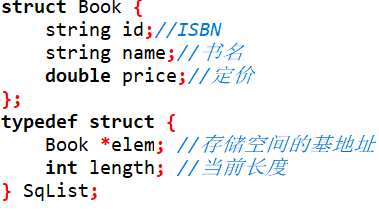 struct Book {
string id;//ISBN
string name;//书名
double price;//定价
};
typedef struct {
Book *elem; //存储空间的基地址
int length; //当前长度
} SqList;